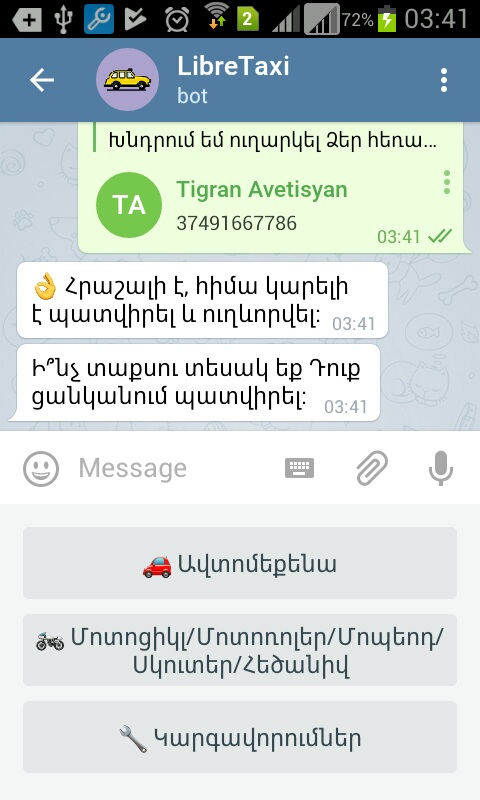 2
72%
03:41
LibreTaxi
bot
Խնդրում եմ ուղարկել Ձեր հեռա...
TA
Tigran Avetisyan
37491667786
03:41
👌 Հրաշալի է, հիմա կարելի
է պատվիրել և ուղևորվել:
03:41
Ի՞նչ տաքսու տեսակ եք Դուք
ցանկանում պատվիրել:
03:41
Message
🚗 Ավտոմեքենա
🏍 Մոտոցիկլ/Մոտոռոլեր/Մոպեոդ/
Սկուտեր/Հեծանիվ
🔧 Կարգավորումներ